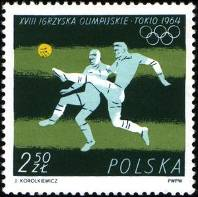 XVIII IGRZYSKA OLIMPIJSKIE - TOKIO 1964
2,50 ZŁ
POLSKA
J. KOROLKIEWICZ
PWPW